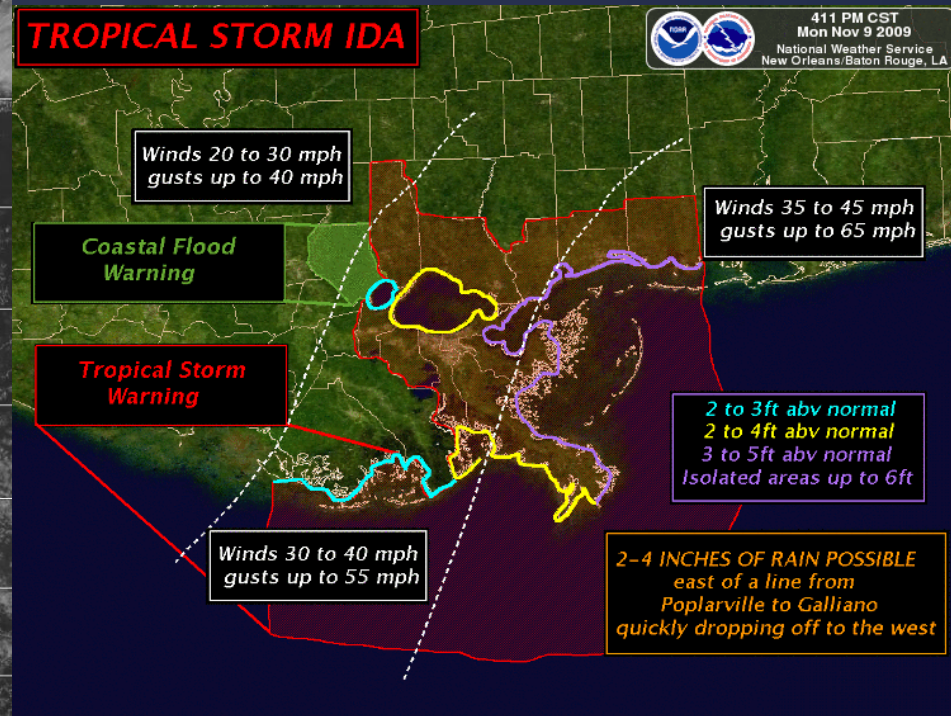 TROPICAL STORM IDA
411 PM CST
Mon Nov 9 2009
National Weather Service
New Orleans/Baton Rouge, LA
Winds 20 to 30 mph
gusts up to 40 mph
Winds 35 to 45 mph
gusts up to 65 mph
Coastal Flood
Warning
Tropical Storm
Warning
2 to 3ft abv normal
2 to 4ft abv normal
3 to 5ft abv normal
Isolated areas up to 6ft
Winds 30 to 40 mph
gusts up to 55 mph
2-4 INCHES OF RAIN POSSIBLE
east of a line from
Poplarville to Galliano
quickly dropping off to the west